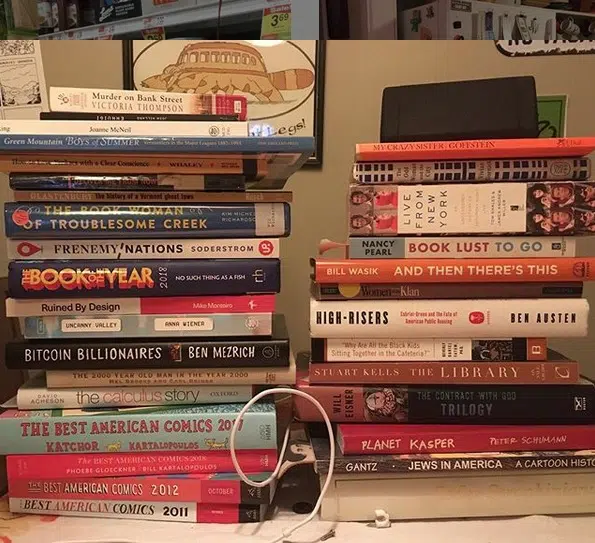 3.69
egs!
Murder on Bank Street
VICTORIA THOMPSON
Joanne McNeil
Green Mountain BOYS of SUMMER
with a Clear Conscience WHALEY
THE BOOK WOMAN
OF TROUBLESOME CREEK
KIM MICHELE
RICHARDSON
FRENEMY NATIONS SODERSTROM
BOOK OF THE YEAR 2018 NO SUCH THING AS A FISH rh
Ruined By Design Mike Monteiro
UNCANNY VALLEY ANNA WIENER
BITCOIN BILLIONAIRES BEN MEZRICH
THE 2000 YEAR OLD MAN IN THE YEAR 2000
DAVID ACHESON the calculus story OXFORD
THE BEST AMERICAN COMICS 2017
KATCHOR KARTALOPOULOS
THE BEST AMERICAN COMICS 2018
PHOEBE GLOECKNER / BILL KARTALOPOULOS
THE BEST AMERICAN COMICS 2012 OCTOBER
BEST AMERICAN COMICS 2011
MY CRAZY SISTER GOFFSTEIN
LIVE
FROM
NEW
YORK
NANCY
PEARL
BOOK LUST TO GO
BILL WASIK AND THEN THERE'S THIS
Women of the Klan
HIGH-RISERS Cabrini-Green and the Fate of
American Public Housing BEN AUSTEN
"Why Are All the Black Kids
Sitting Together in the Cafeteria?" B
STUART KELLS THE LIBRARY
WILL
EISNER
THE CONTRACT WITH GOD
TRILOGY
PLANET KASPER PETER SCHUMANN
GANTZ JEWS IN AMERICA A CARTOON HISTO